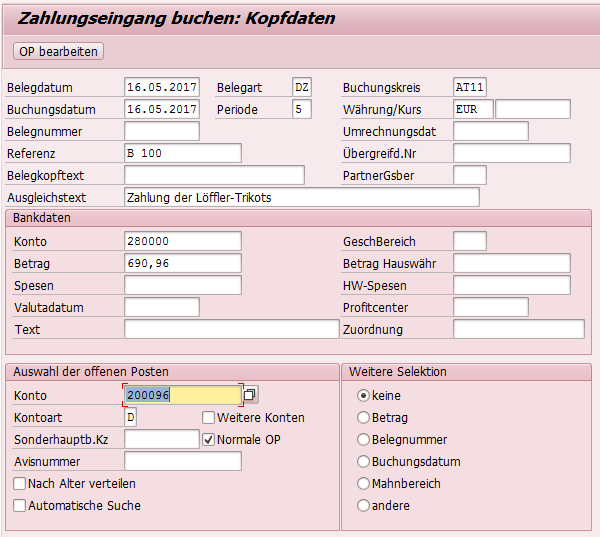 Zahlungseingang buchen: Kopfdaten
OP bearbeiten
Belegdatum 16.05.2017 Belegart DZ Buchungskreis AT11
Buchungsdatum 16.05.2017 Periode 5 Währung/Kurs EUR
Belegnummer Umrechnungsdat
Referenz B 100 Übergreifd.Nr
Belegkopftext PartnerGsber
Ausgleichstext Zahlung der Löffler-Trikots
Bankdaten
Konto 280000 GeschBereich
Betrag 690,96 Betrag Hauswähr
Spesen HW-Spesen
Valutadatum Profitcenter
Text Zuordnung
Auswahl der offenen Posten Weitere Selektion
Konto 200096 keine
Kontoart D Weitere Konten Betrag
Sonderhauptb.Kz Normale OP Belegnummer
Avisnummer Buchungsdatum
Nach Alter verteilen Mahnbereich
Automatische Suche andere